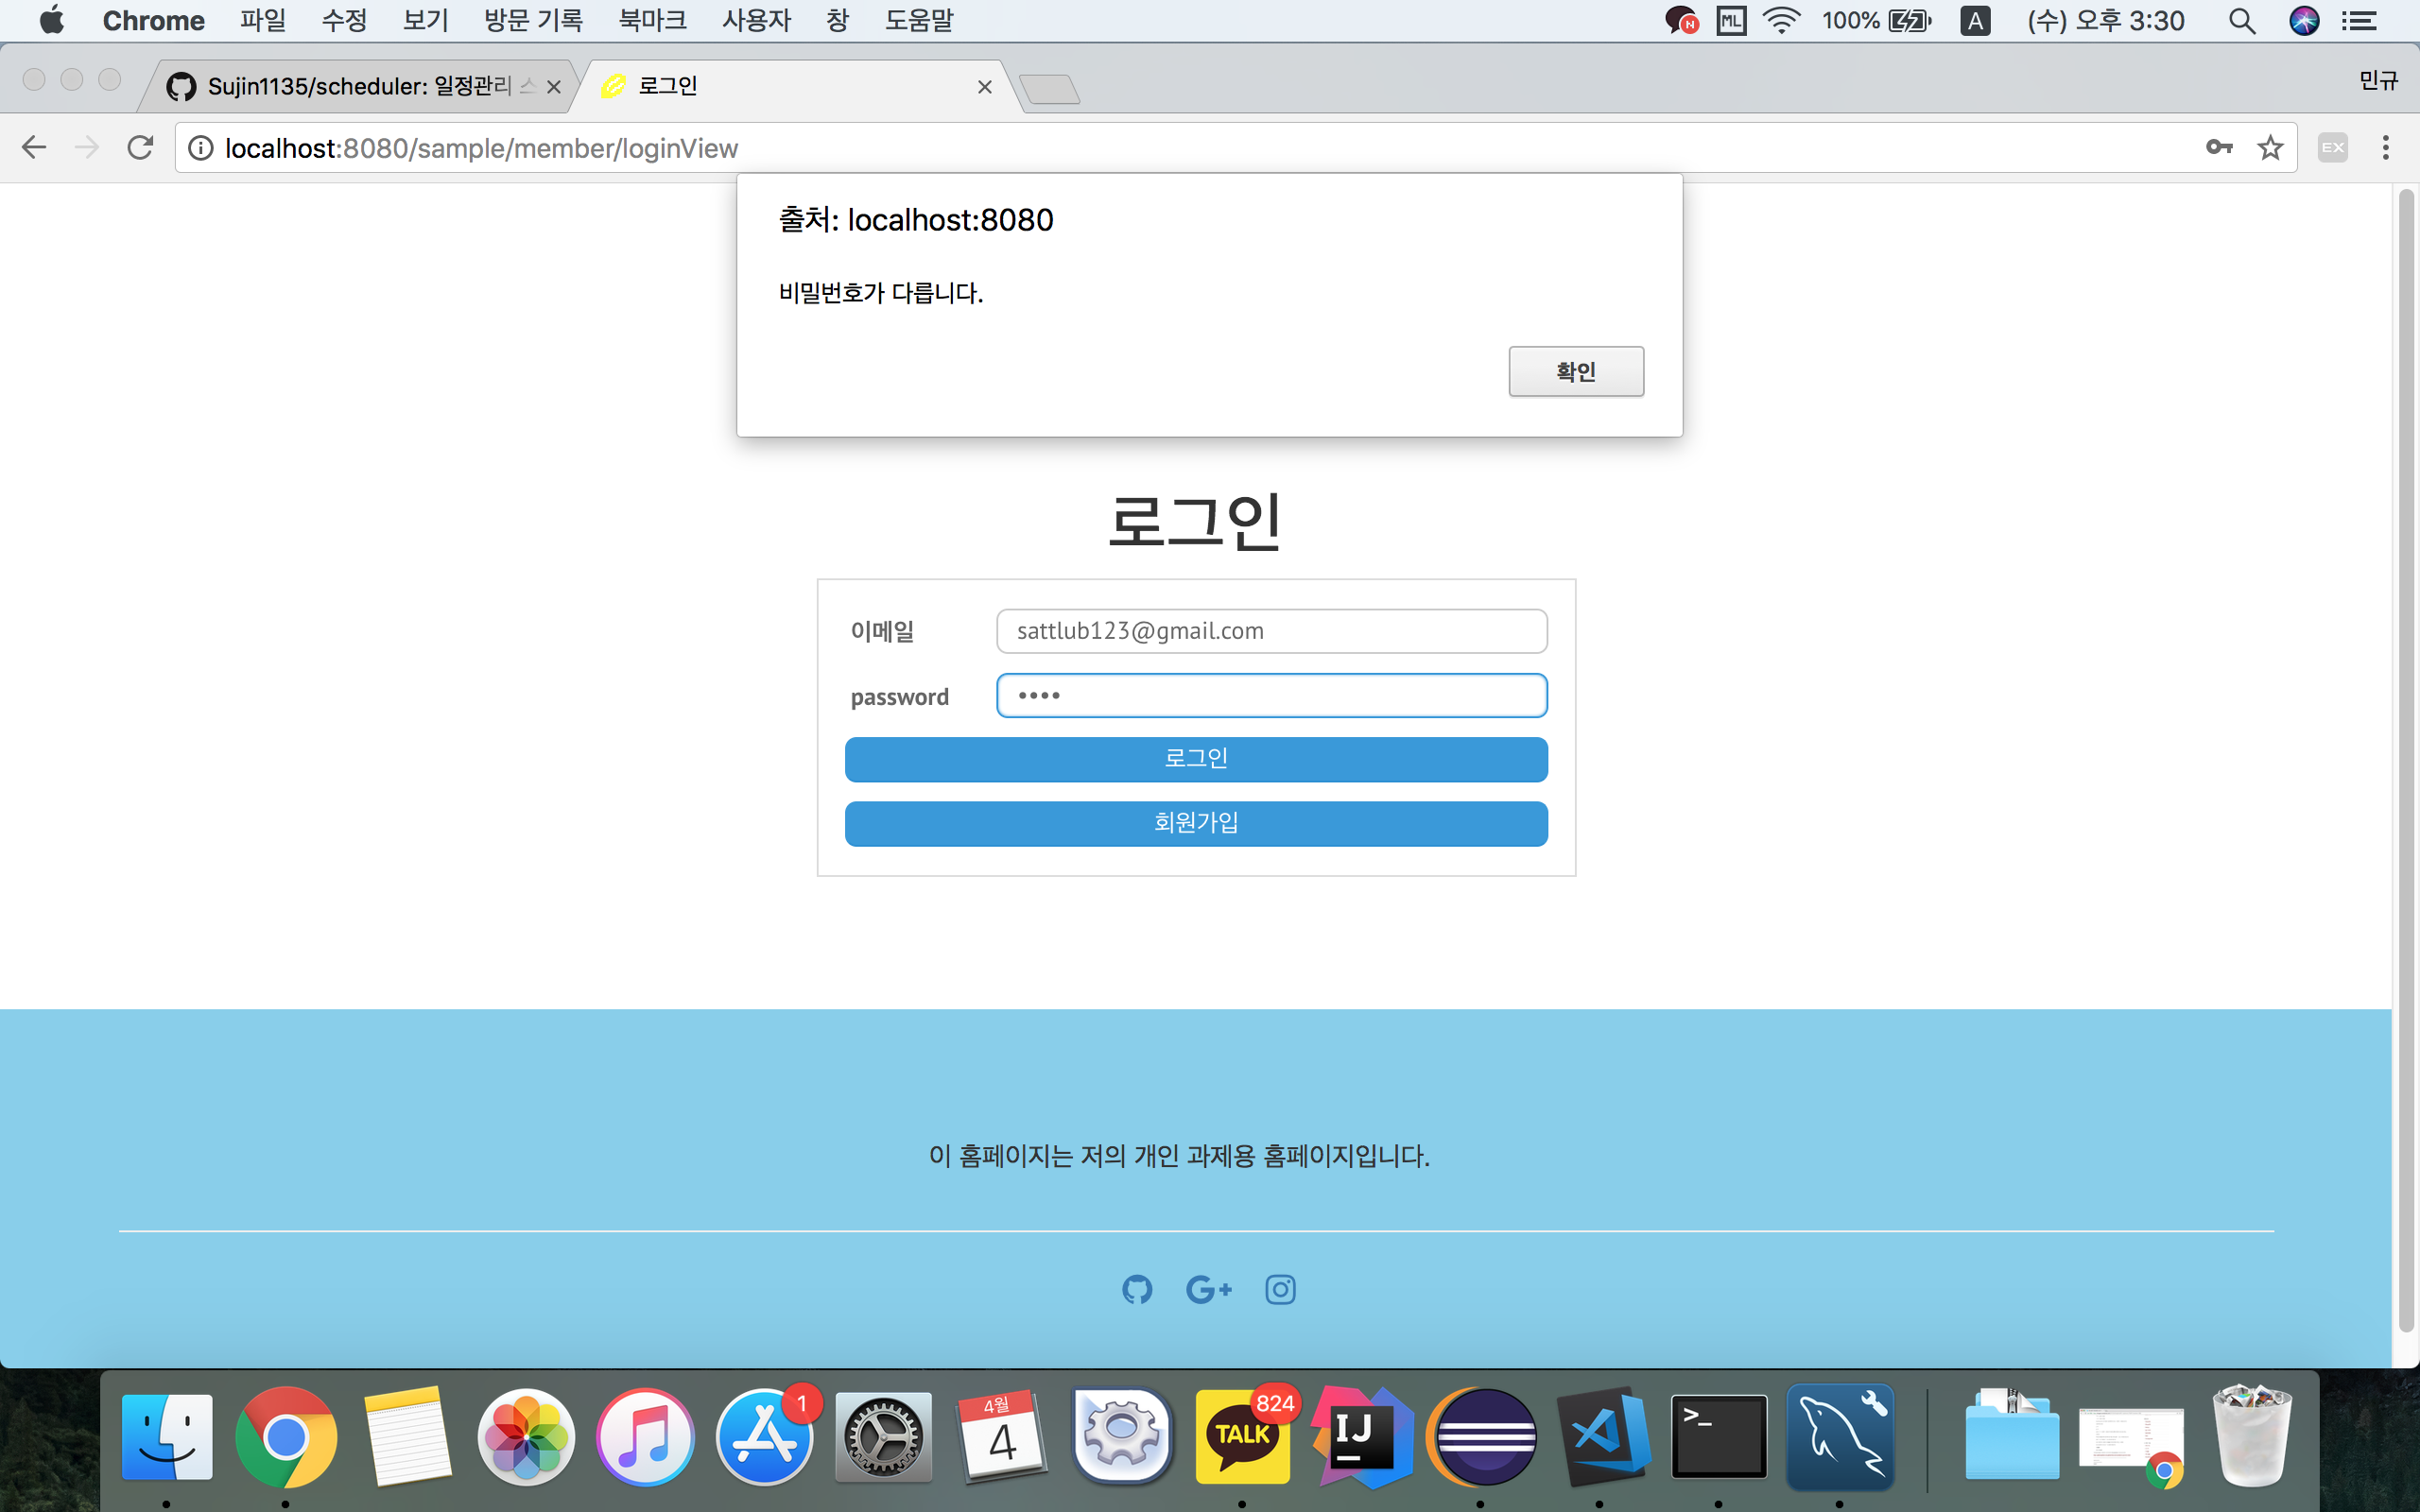 Chrome 파일 수정 보기 방문 기록 북마크 사용자 창 도움말 N ML 100% A (수) 오후 3:30
Sujin1135/scheduler: 일정관리 로그인 민규
localhost:8080/sample/member/loginView EX
출처: localhost:8080
비밀번호가 다릅니다.
확인
로그인
이메일 sattlub123@gmail.com
password ••••
로그인
회원가입
이 홈페이지는 저의 개인 과제용 홈페이지입니다.
G+
1 4월 824
4 TALK IJ >_